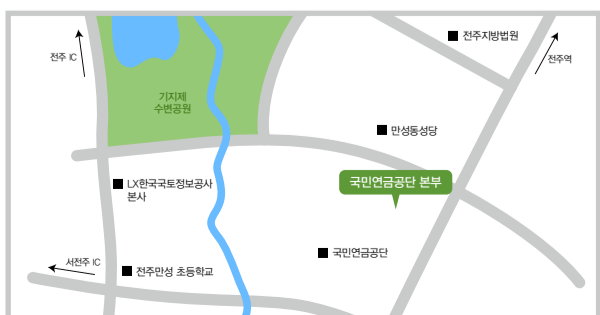 전주지방법원
전주 IC
전주역
기지제
수변공원
만성동성당
국민연금공단 본부
LX한국국토정보공사
본사
국민연금공단
서전주 IC
전주만성 초등학교